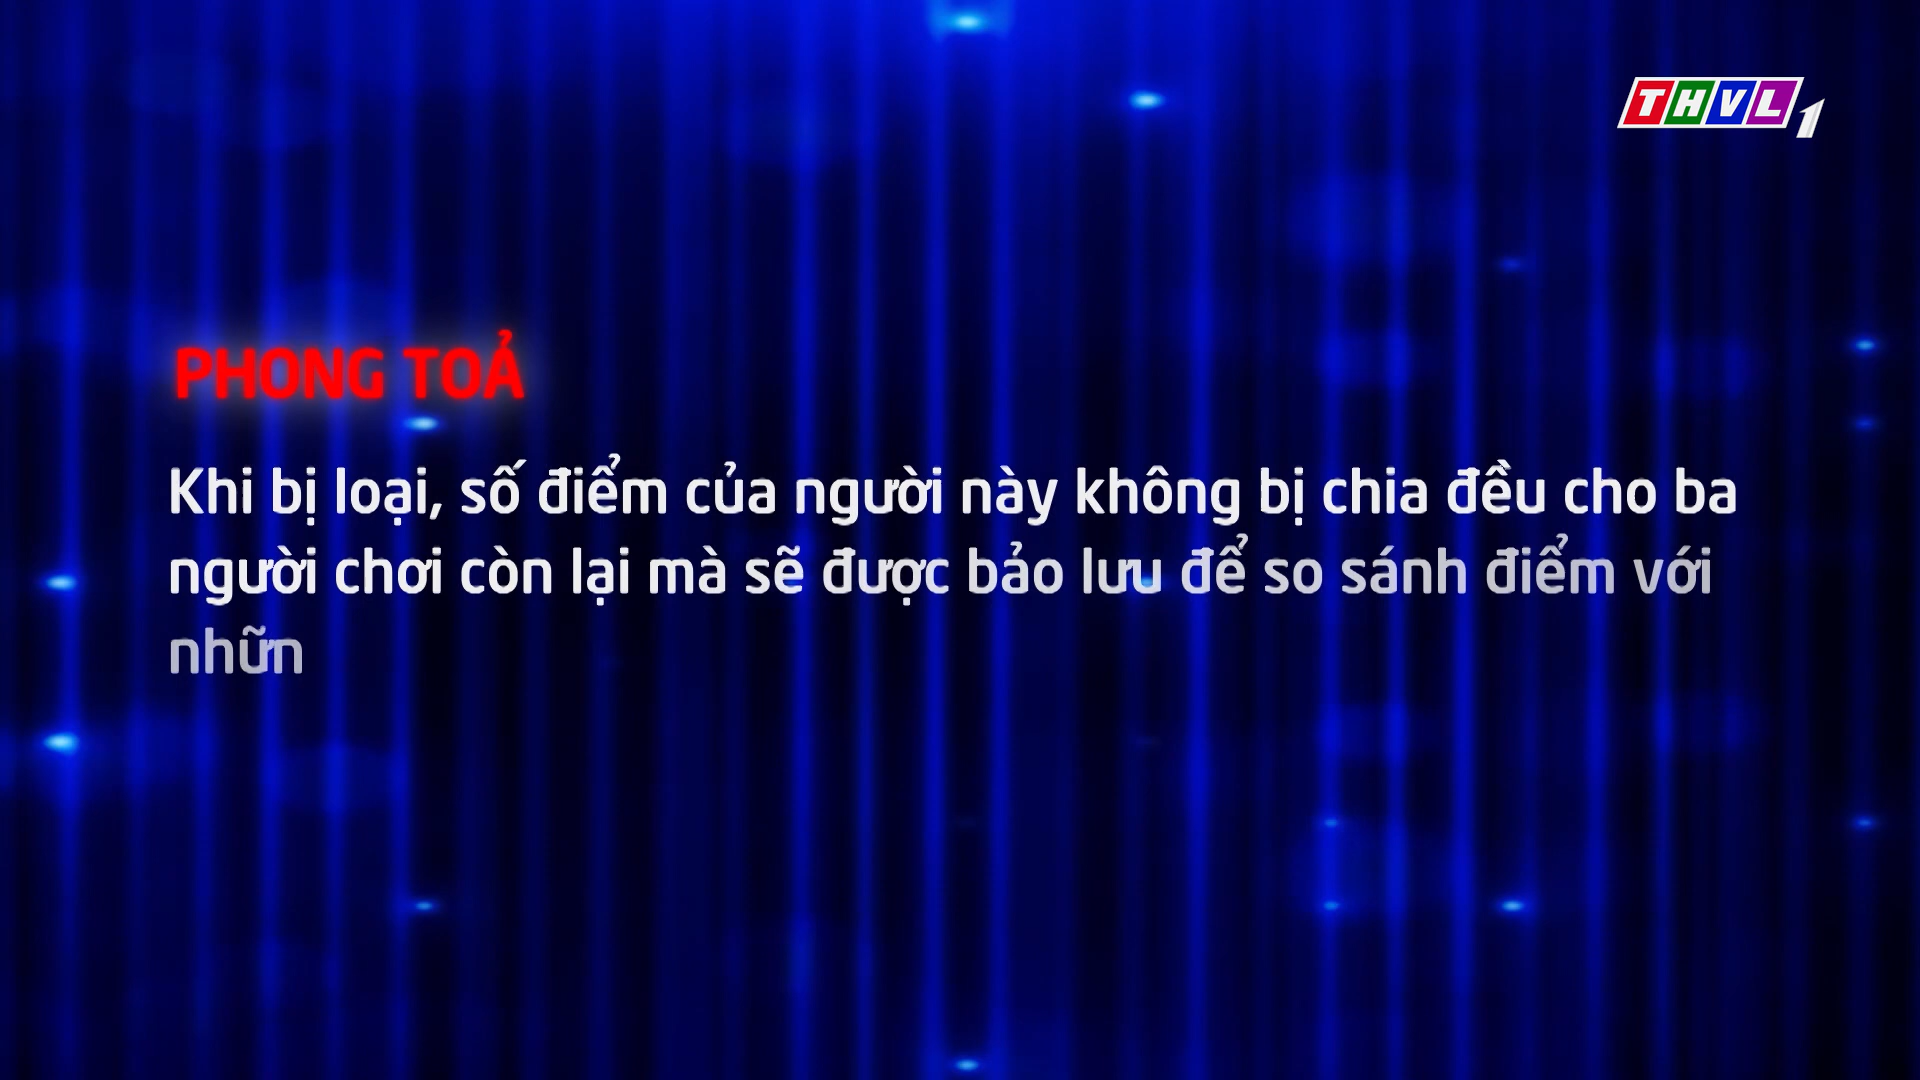 THVL1
PHONG TOẢ
Khi bị loại, số điểm của người này không bị chia đều cho ba
người chơi còn lại mà sẽ được bảo lưu để so sánh điểm với
nhữn